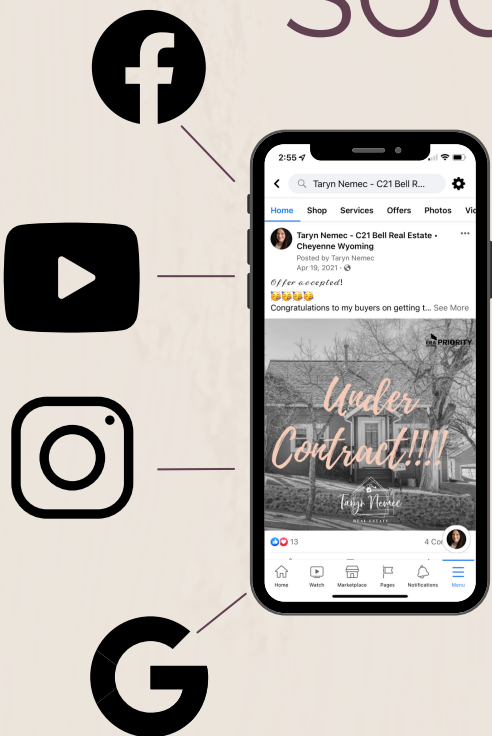 SOC
2:55
Taryn Nemec - C21 Bell R...
Home Shop Services Offers Photos Vic
Taryn Nemec - C21 Bell Real Estate •
Cheyenne Wyoming
Posted by Taryn Nemec
Apr 19, 2021 •
Offer accepted!
Congratulations to my buyers on getting t... See More
ERA PRIORITY
Under
Contract!!!!
Taryn Nemec
REAL ESTATE
13 4 Co
Home Watch Marketplace Pages Notifications Menu